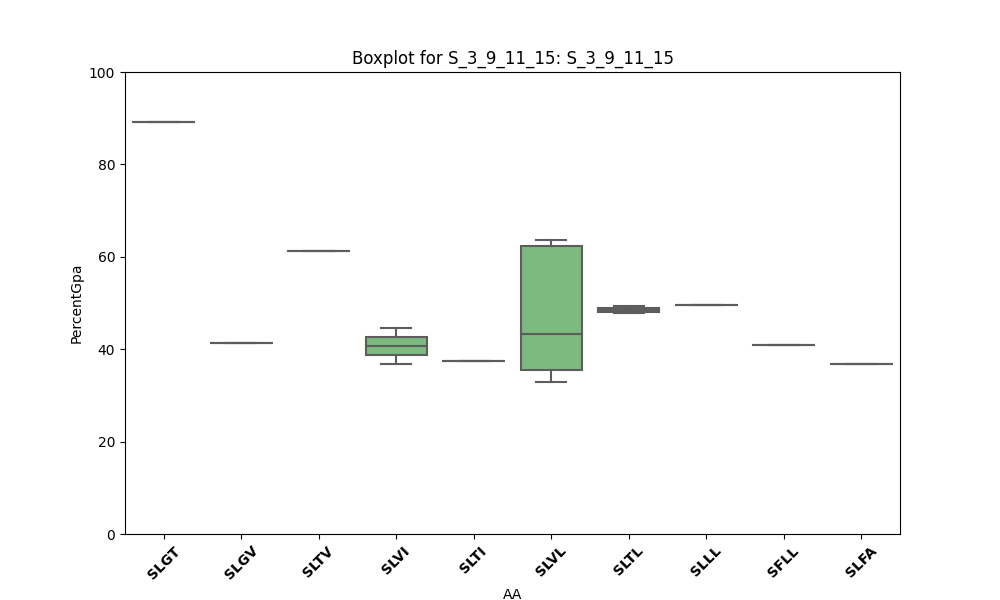 Boxplot for S_3_9_11_15: S_3_9_11_15
100
80
60
40
20
0
PercentGpa
SLGT
SLGV
SLTV
SLVI
SLTI
SLVL
SLTL
SLLL
SFLL
SLFA
AA